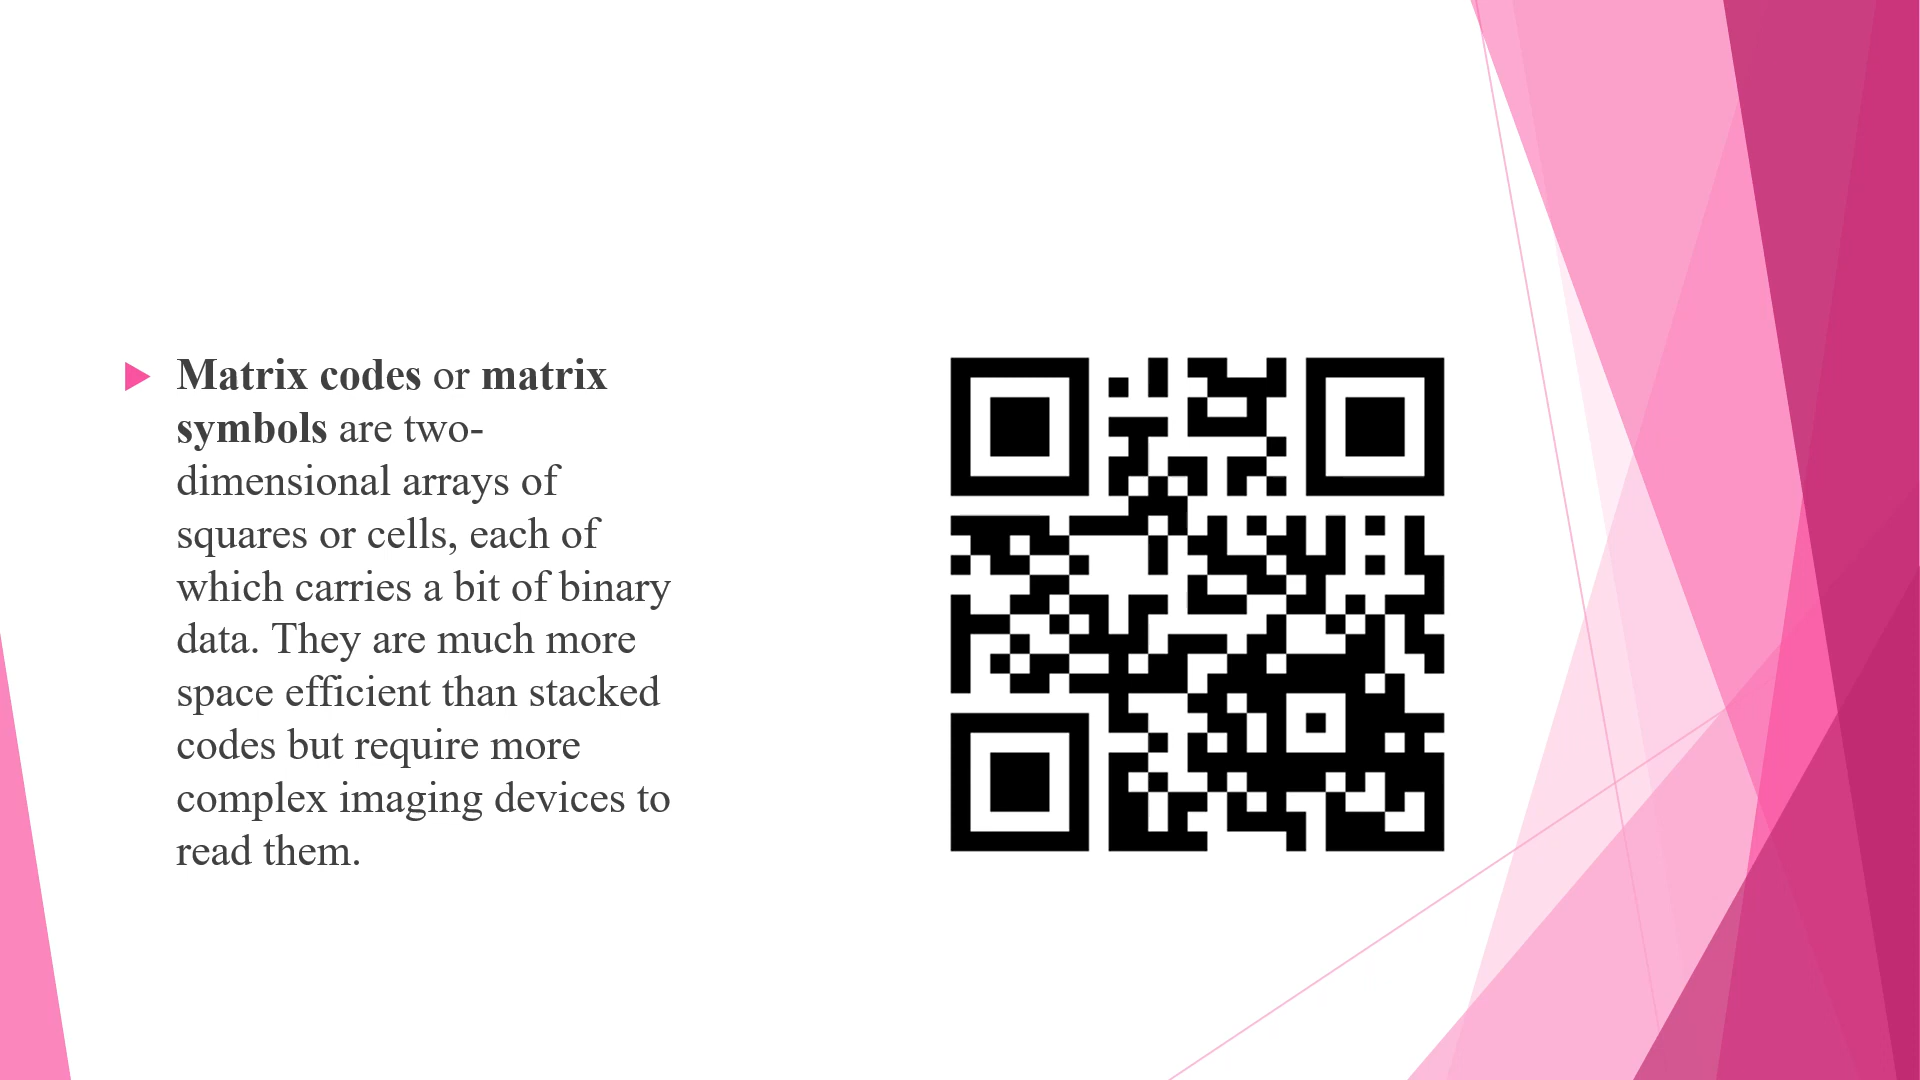 Matrix codes or matrix
symbols are two-
dimensional arrays of
squares or cells, each of
which carries a bit of binary
data. They are much more
space efficient than stacked
codes but require more
complex imaging devices to
read them.